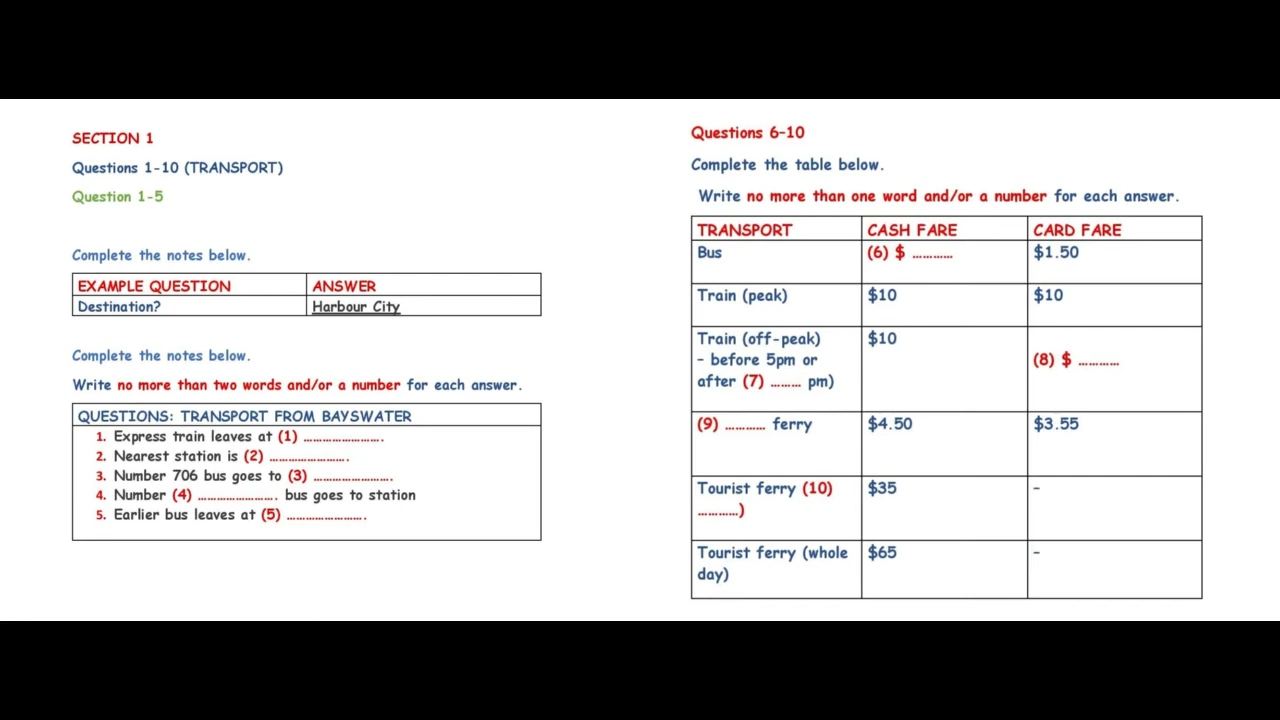 SECTION 1
Questions 1-10 (TRANSPORT)
Question 1-5
Complete the notes below.
EXAMPLE QUESTION ANSWER
Destination? Harbour City
Complete the notes below.
Write no more than two words and/or a number for each answer.
QUESTIONS: TRANSPORT FROM BAYSWATER
1. Express train leaves at (1) …………………….
2. Nearest station is (2) …………………….
3. Number 706 bus goes to (3) …………………….
4. Number (4) ……………………. bus goes to station
5. Earlier bus leaves at (5) …………………….
Questions 6–10
Complete the table below.
Write no more than one word and/or a number for each answer.
TRANSPORT CASH FARE CARD FARE
Bus (6) $ ………… $1.50
Train (peak) $10 $10
Train (off-peak) $10
– before 5pm or (8) $ …………
after (7) ……… pm)
(9) ………… ferry $4.50 $3.55
Tourist ferry (10) $35 –
…………)
Tourist ferry (whole $65 –
day)